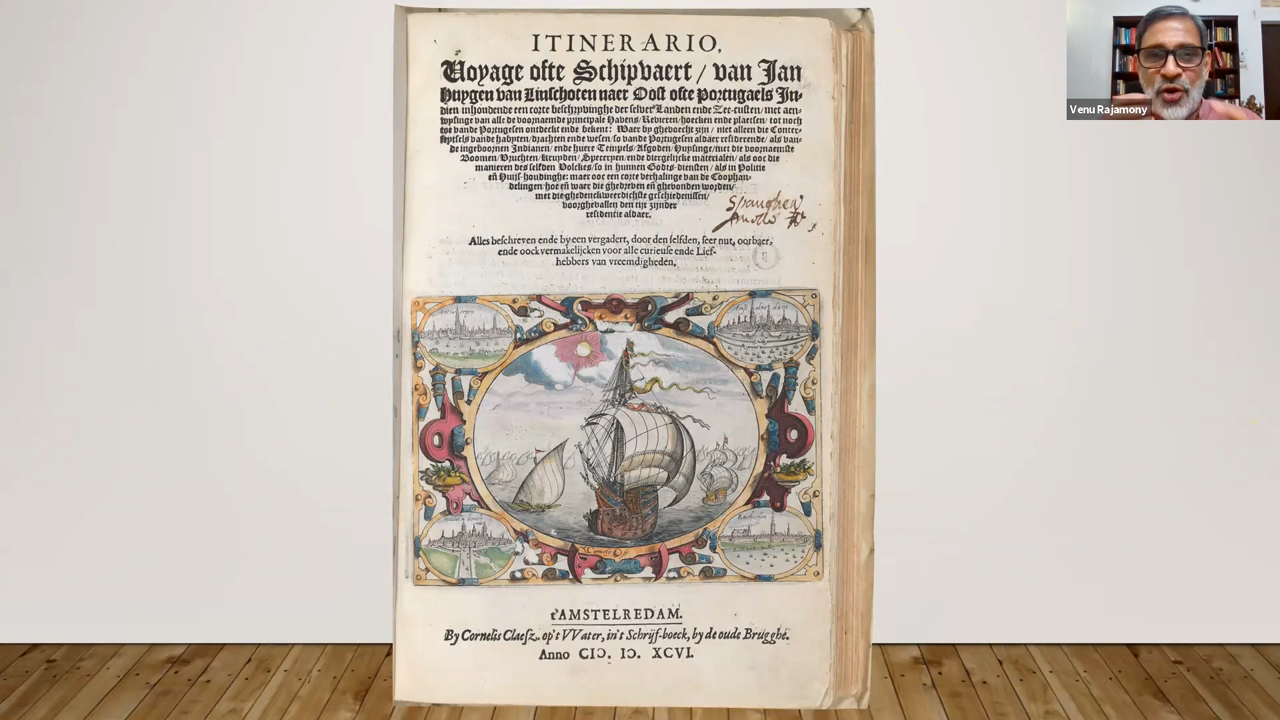 ITINERARIO,
Voyage ofte Schipvaert / van Jan
Huygen van Linschoten naer Oost ofte Portugaels In-
dien inhoudende een corte beschryvinghe der selver Landen ende Zee-custen / met aen-
wysinge van alle de voornaemde principale Havens / Revieren / hoecken ende plaetsen / tot noch
toe vande Portugesen ontdeckt ende bekent: Waer by ghevoecht zijn / niet alleen die Conter-
feytsels vande habyten / drachten ende wesen / so vande Portugesen aldaer residerende / als van-
de ingeboornen Indianen / ende huere Tempels / Afgoden / Huysinge / met die voornaemste
Boomen / Vruchten / Kruyden / Speceryen / ende diergelijcke materialen / als ooc die
manieren des selfden Volckes / so in hunnen Godts-diensten / als in Politie
eñ Huijs-houdinghe: maer ooc een corte verhalinge van de Coophan-
delingen / hoe eñ waer die ghedreven eñ ghevonden worden /
met die ghedenckweerdichste geschiedenissen /
voorghevallen den tijt zijnder
residentie aldaer.
Alles beschreven ende by een vergadert, door den selfden, seer nut, oorbaer,
ende oock vermakelijcken voor alle curieuse ende Lief-
hebbers van vreemdigheden.
t'AMSTELREDAM.
By Cornelis Claesz. op't VVater, in't Schrijf-boeck, by de oude Brugghe.
Anno CIↃ. IↃ. XCVI.
Venu Rajamony